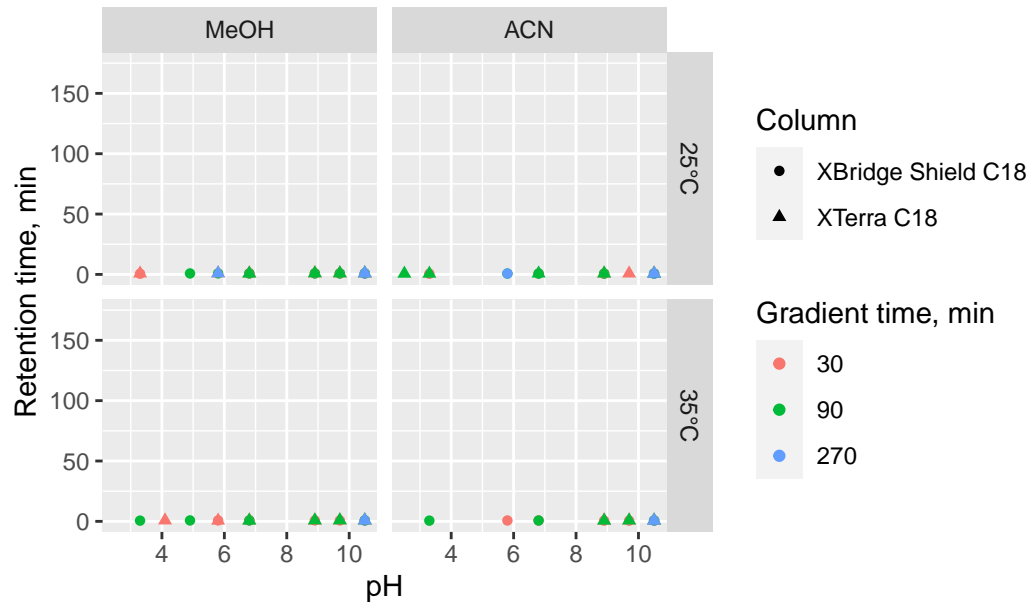 MeOH ACN
150
100
50
0
25°C
150
100
50
0
35°C
4 6 8 10 4 6 8 10
pH
Retention time, min
Column
XBridge Shield C18
XTerra C18
Gradient time, min
30
90
270